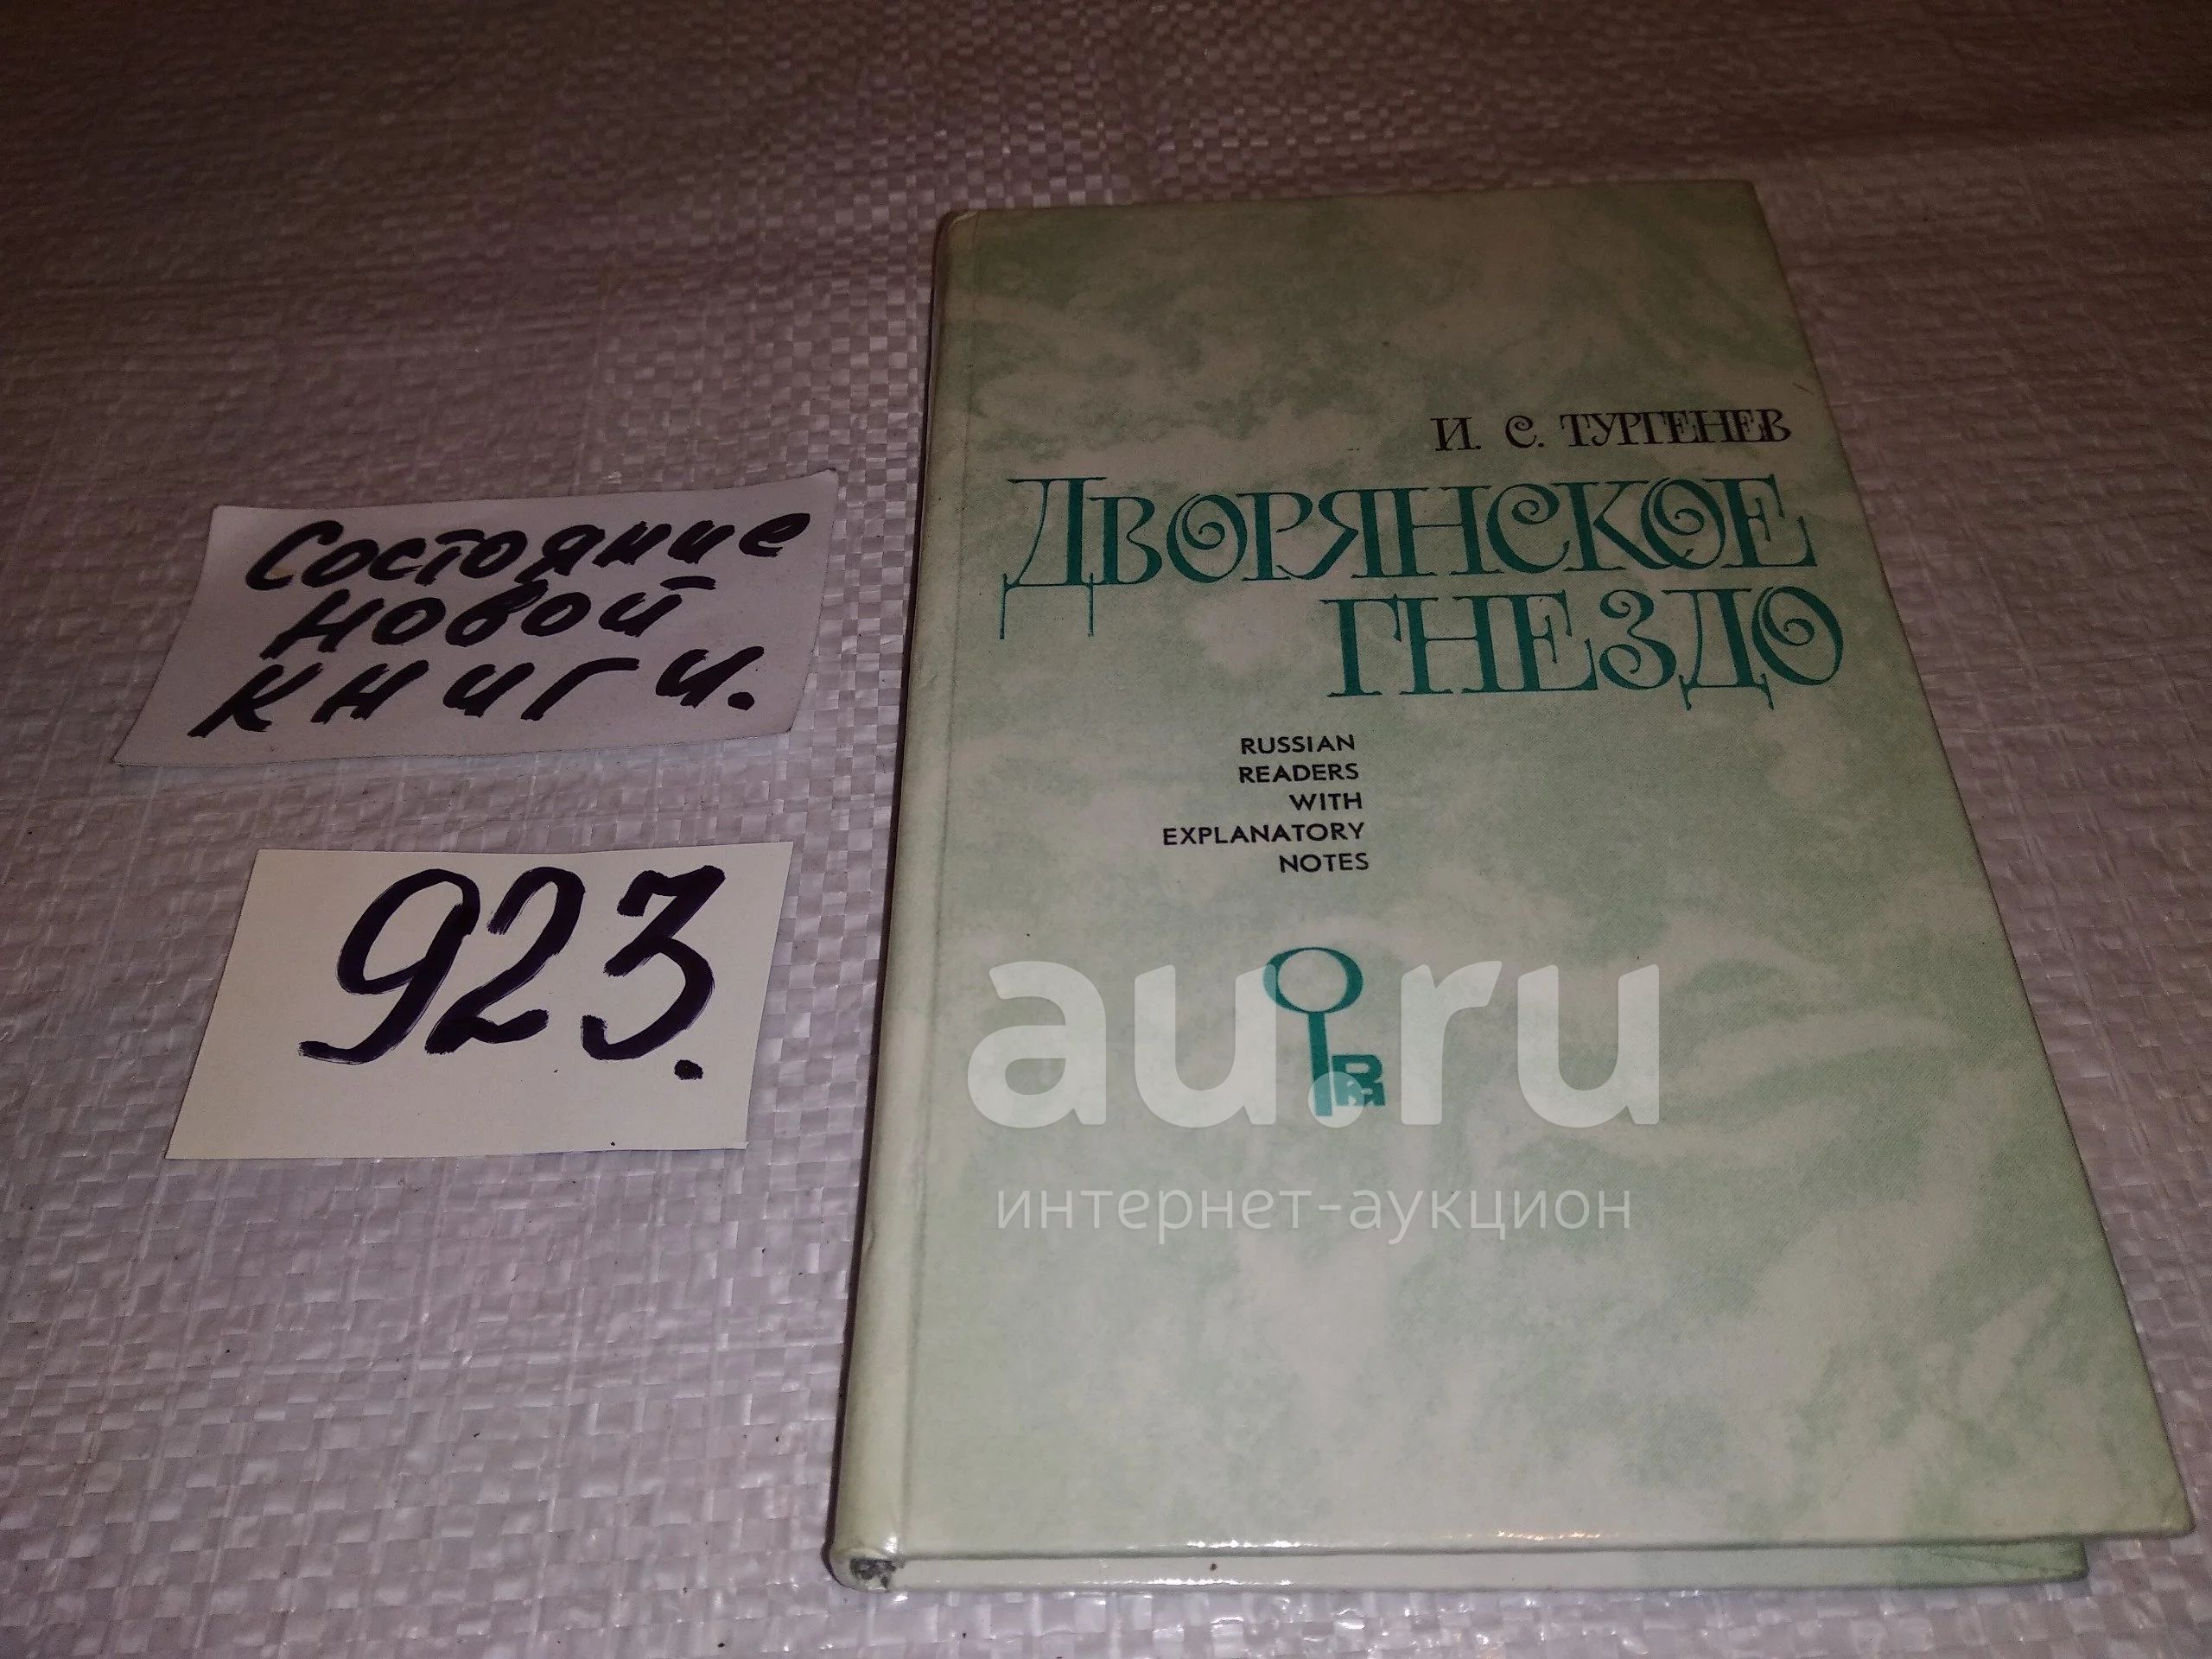 Состояние
новой
книги.
923.
И. С. ТУРГЕНЕВ
ДВОРЯНСКОЕ
ГНЕЗДО
RUSSIAN
READERS
WITH
EXPLANATORY
NOTES
au.ru
интернет-аукцион